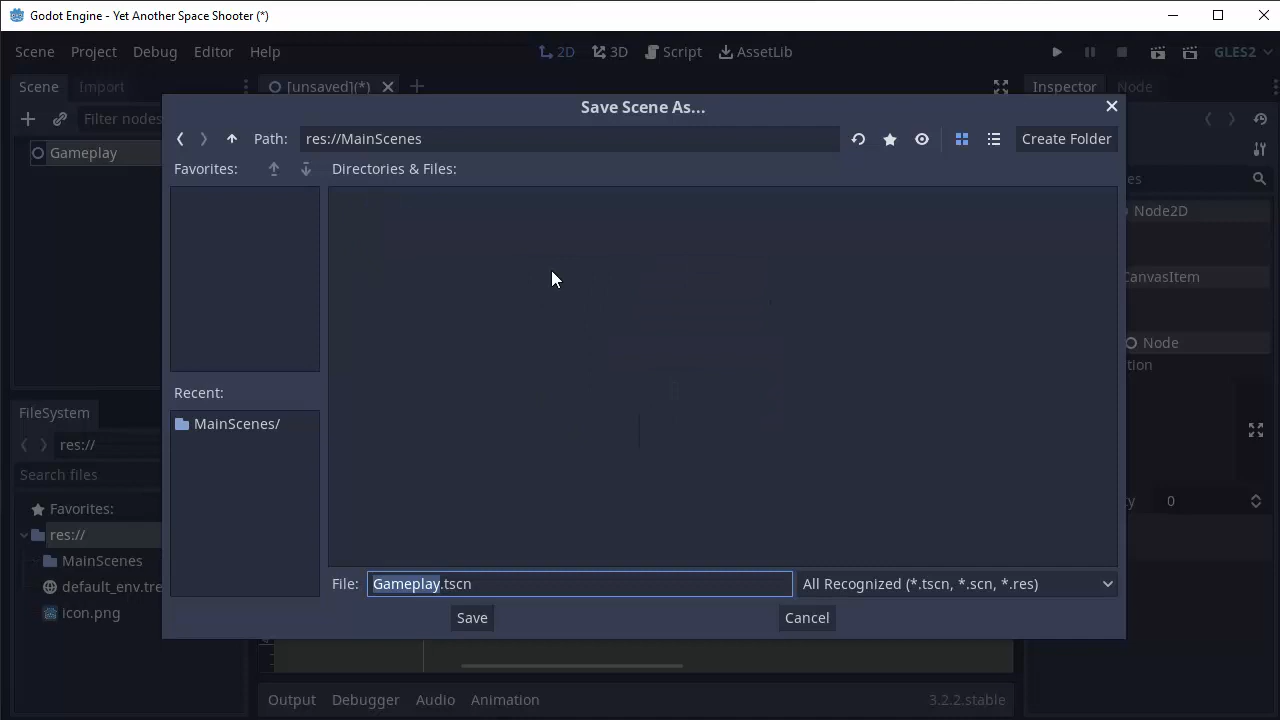 Godot Engine - Yet Another Space Shooter (*)
Scene Project Debug Editor Help 2D 3D Script AssetLib GLES2
Scene Import [unsaved](*) Inspector Node
Save Scene As...
Filter nodes
Path: res://MainScenes Create Folder
Gameplay
Favorites: Directories & Files:
es
Node2D
CanvasItem
Node
tion
Recent:
MainScenes/
FileSystem
res://
Search files
ty 0
Favorites:
res://
MainScenes
default_env.tre
icon.png
File: Gameplay.tscn All Recognized (*.tscn, *.scn, *.res)
Save Cancel
Output Debugger Audio Animation 3.2.2.stable